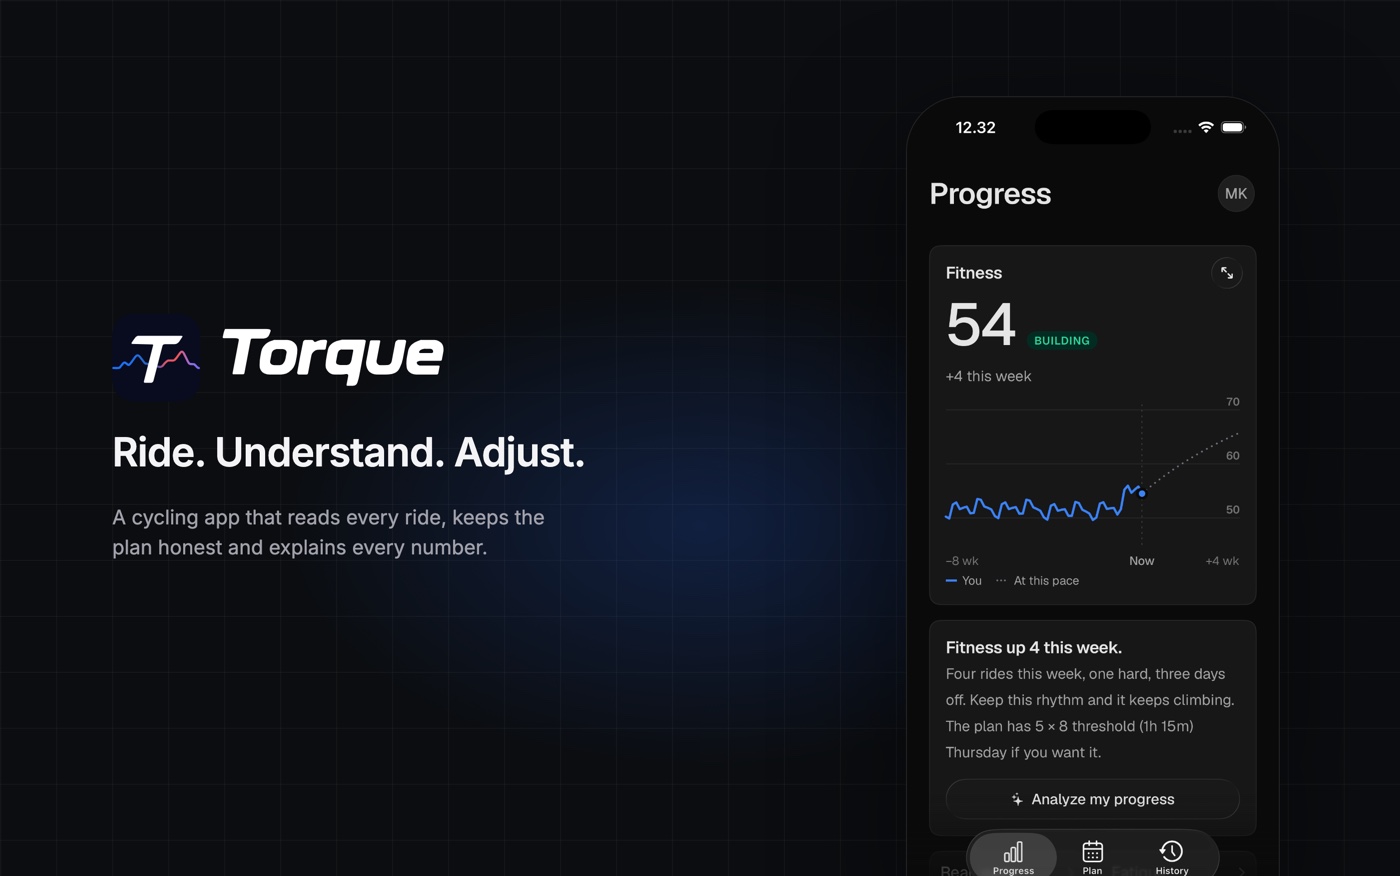 T Torque
Ride. Understand. Adjust.
A cycling app that reads every ride, keeps the
plan honest and explains every number.
12.32
Progress
MK
Fitness
54 BUILDING
+4 this week
70
60
50
−8 wk Now +4 wk
You At this pace
Fitness up 4 this week.
Four rides this week, one hard, three days
off. Keep this rhythm and it keeps climbing.
The plan has 5 × 8 threshold (1h 15m)
Thursday if you want it.
Analyze my progress
Progress Plan History